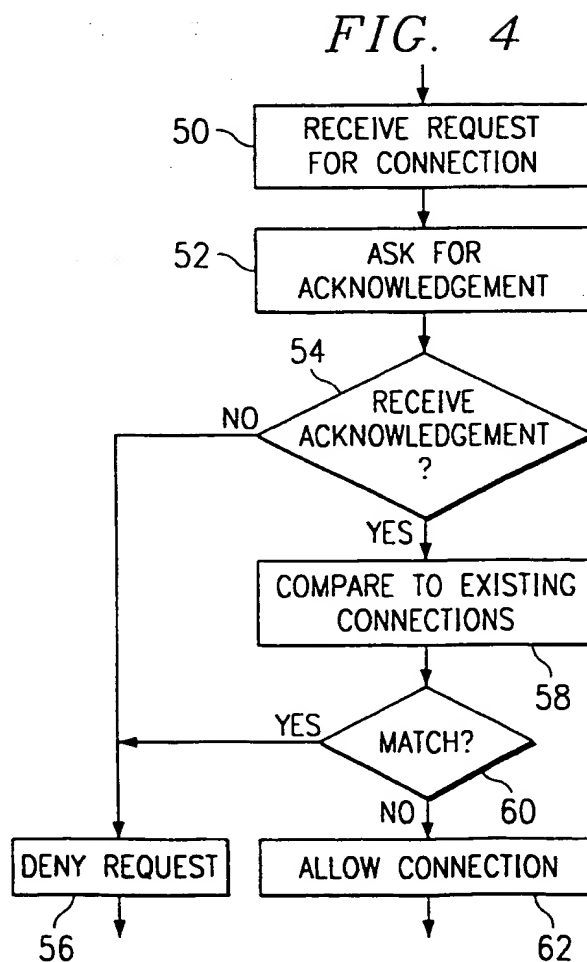 FIG. 4
50
RECEIVE REQUEST
FOR CONNECTION
52
ASK FOR
ACKNOWLEDGEMENT
54
RECEIVE
ACKNOWLEDGEMENT
?
NO
YES
COMPARE TO EXISTING
CONNECTIONS
58
YES
MATCH?
60
NO
DENY REQUEST
ALLOW CONNECTION
56
62